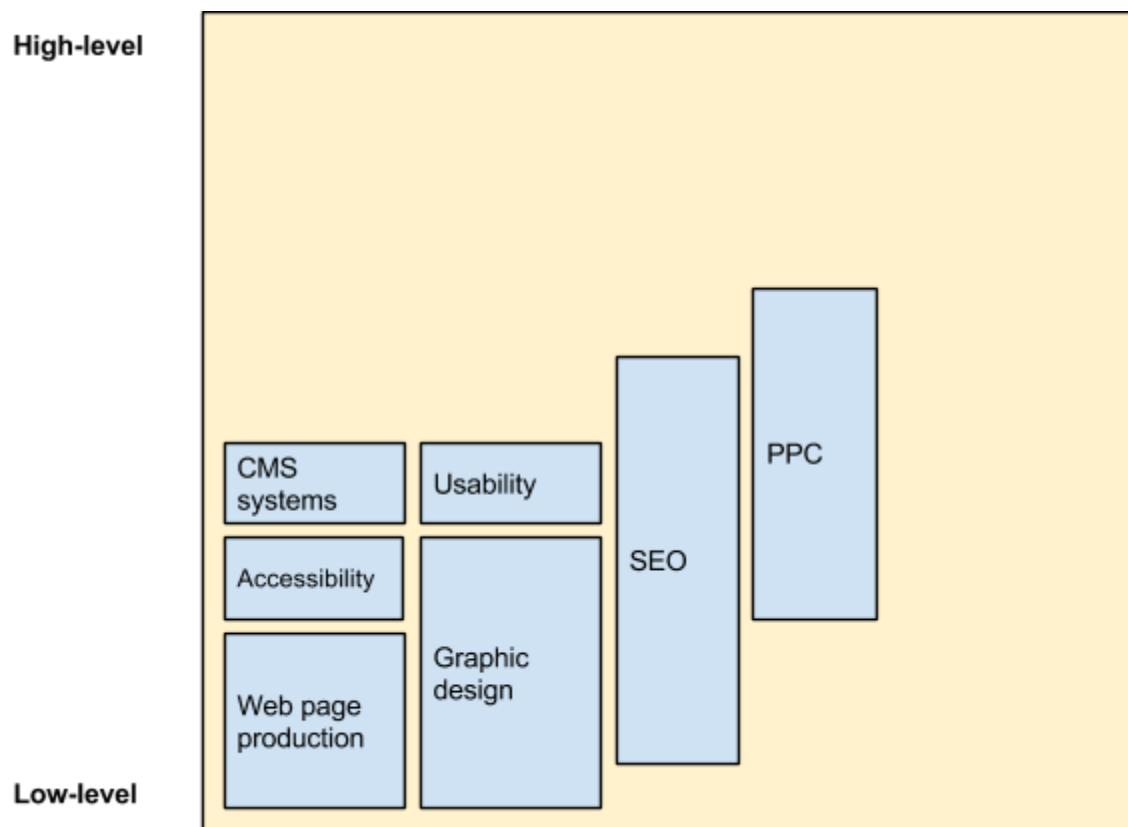 High-level
PPC
CMS
systems
Usability
SEO
Accessibility
Graphic
design
Web page
production
Low-level